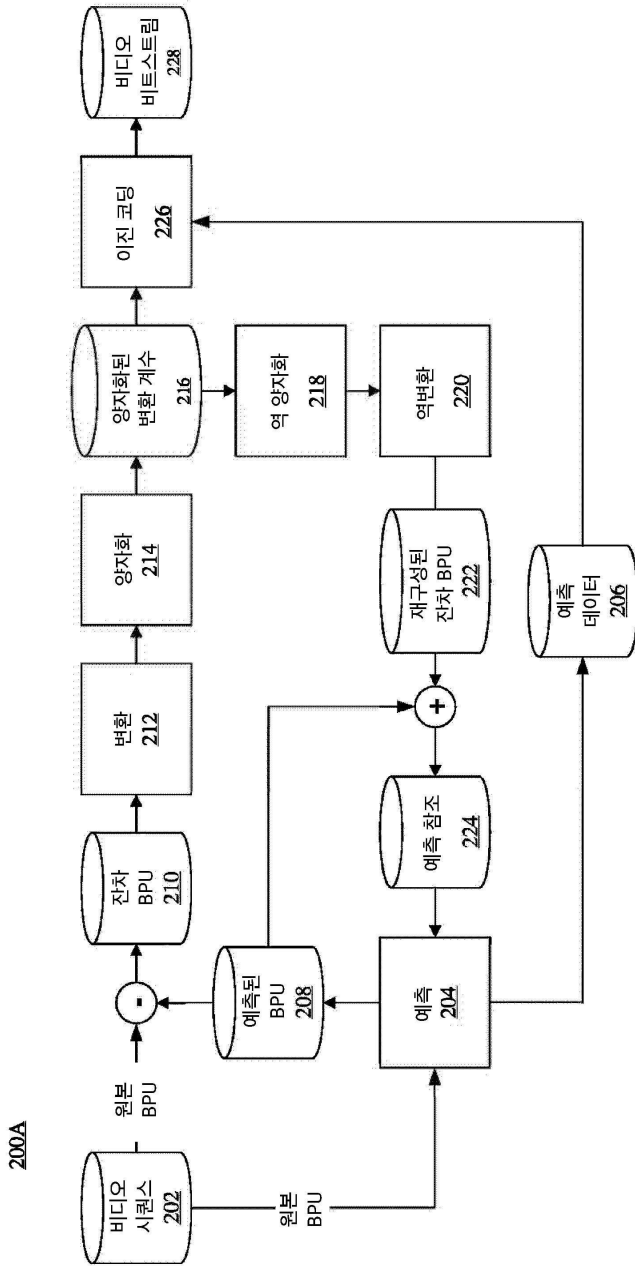 200A
비디오
시퀀스
202
원본
BPU
원본
BPU
-
잔차
BPU
210
변환
212
양자화
214
양자화된
변환 계수
216
이진 코딩
226
비디오
비트스트림
228
예측된
BPU
208
역 양자화
218
예측
204
예측 참조
224
+
재구성된
잔차 BPU
222
역변환
220
예측
데이터
206